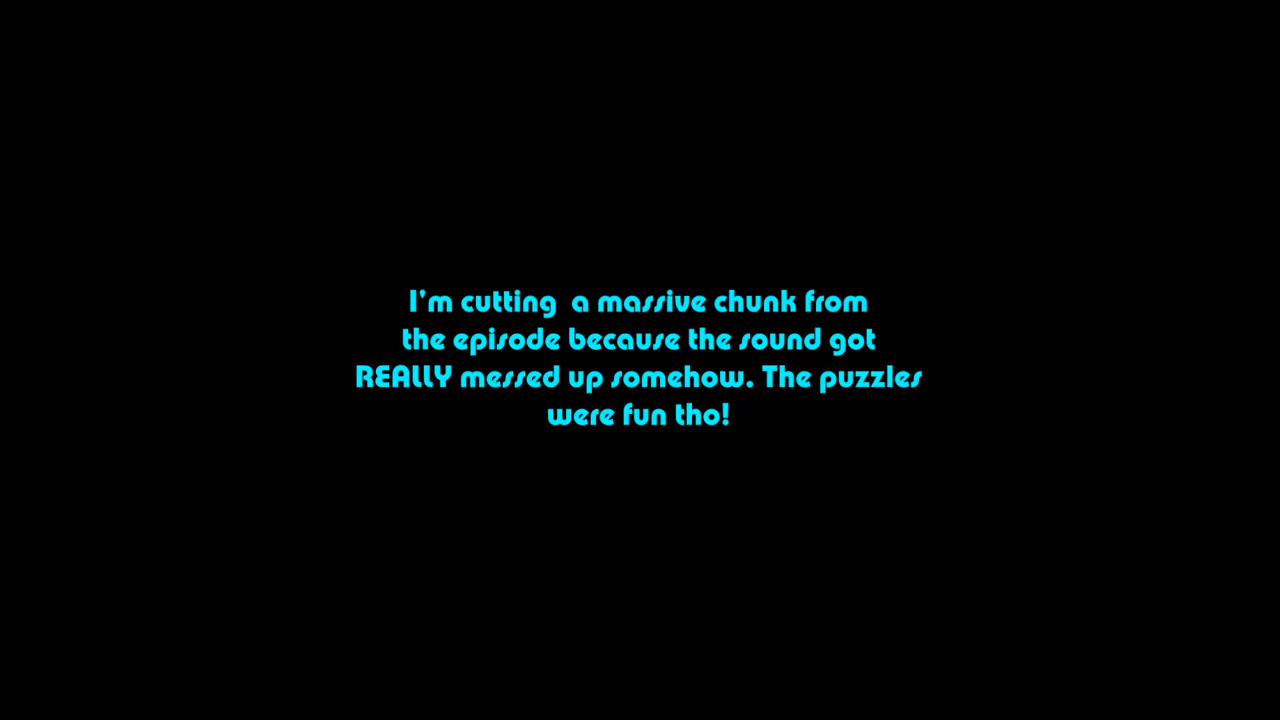 I'm cutting  a massive chunk from
the episode because the sound got
REALLY messed up somehow. The puzzles
were fun tho!